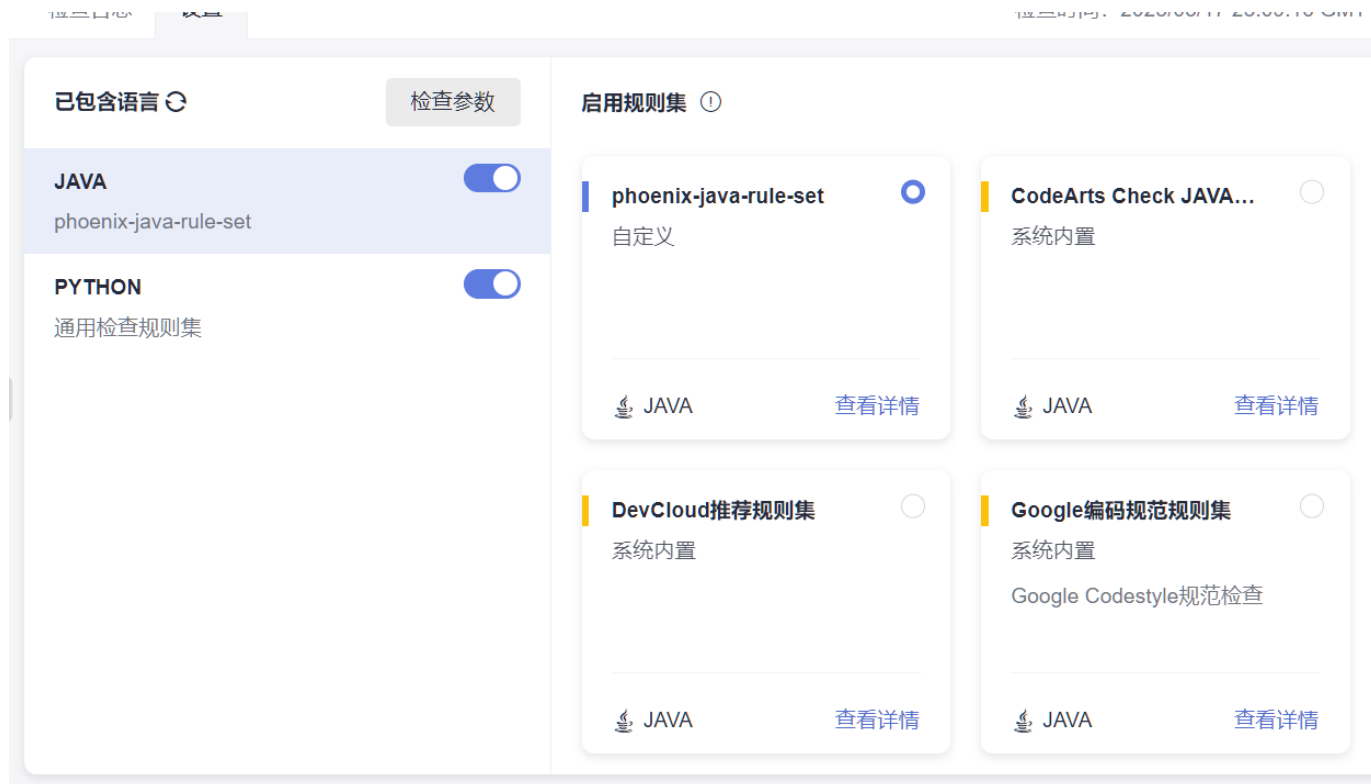 设置
已包含语言
检查参数
JAVA
phoenix-java-rule-set
PYTHON
通用检查规则集
启用规则集
phoenix-java-rule-set
自定义
JAVA
查看详情
CodeArts Check JAVA...
系统内置
JAVA
查看详情
DevCloud推荐规则集
系统内置
JAVA
查看详情
Google编码规范规则集
系统内置
Google Codestyle规范检查
JAVA
查看详情